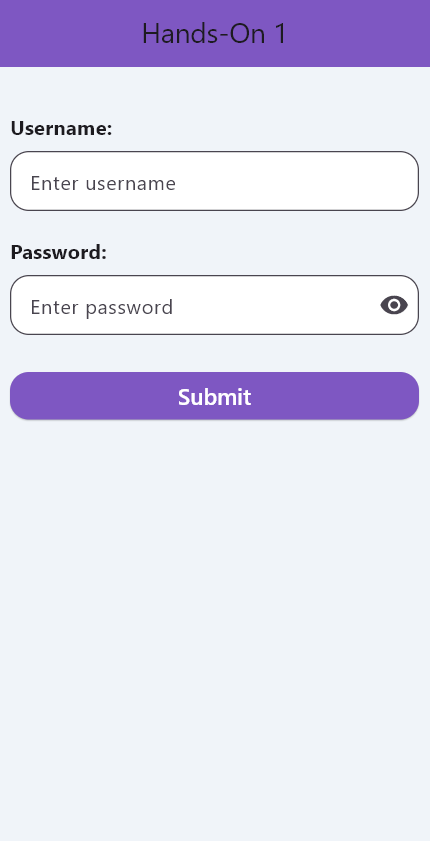 Hands-On 1
Username:
Enter username
Password:
Enter password
Submit